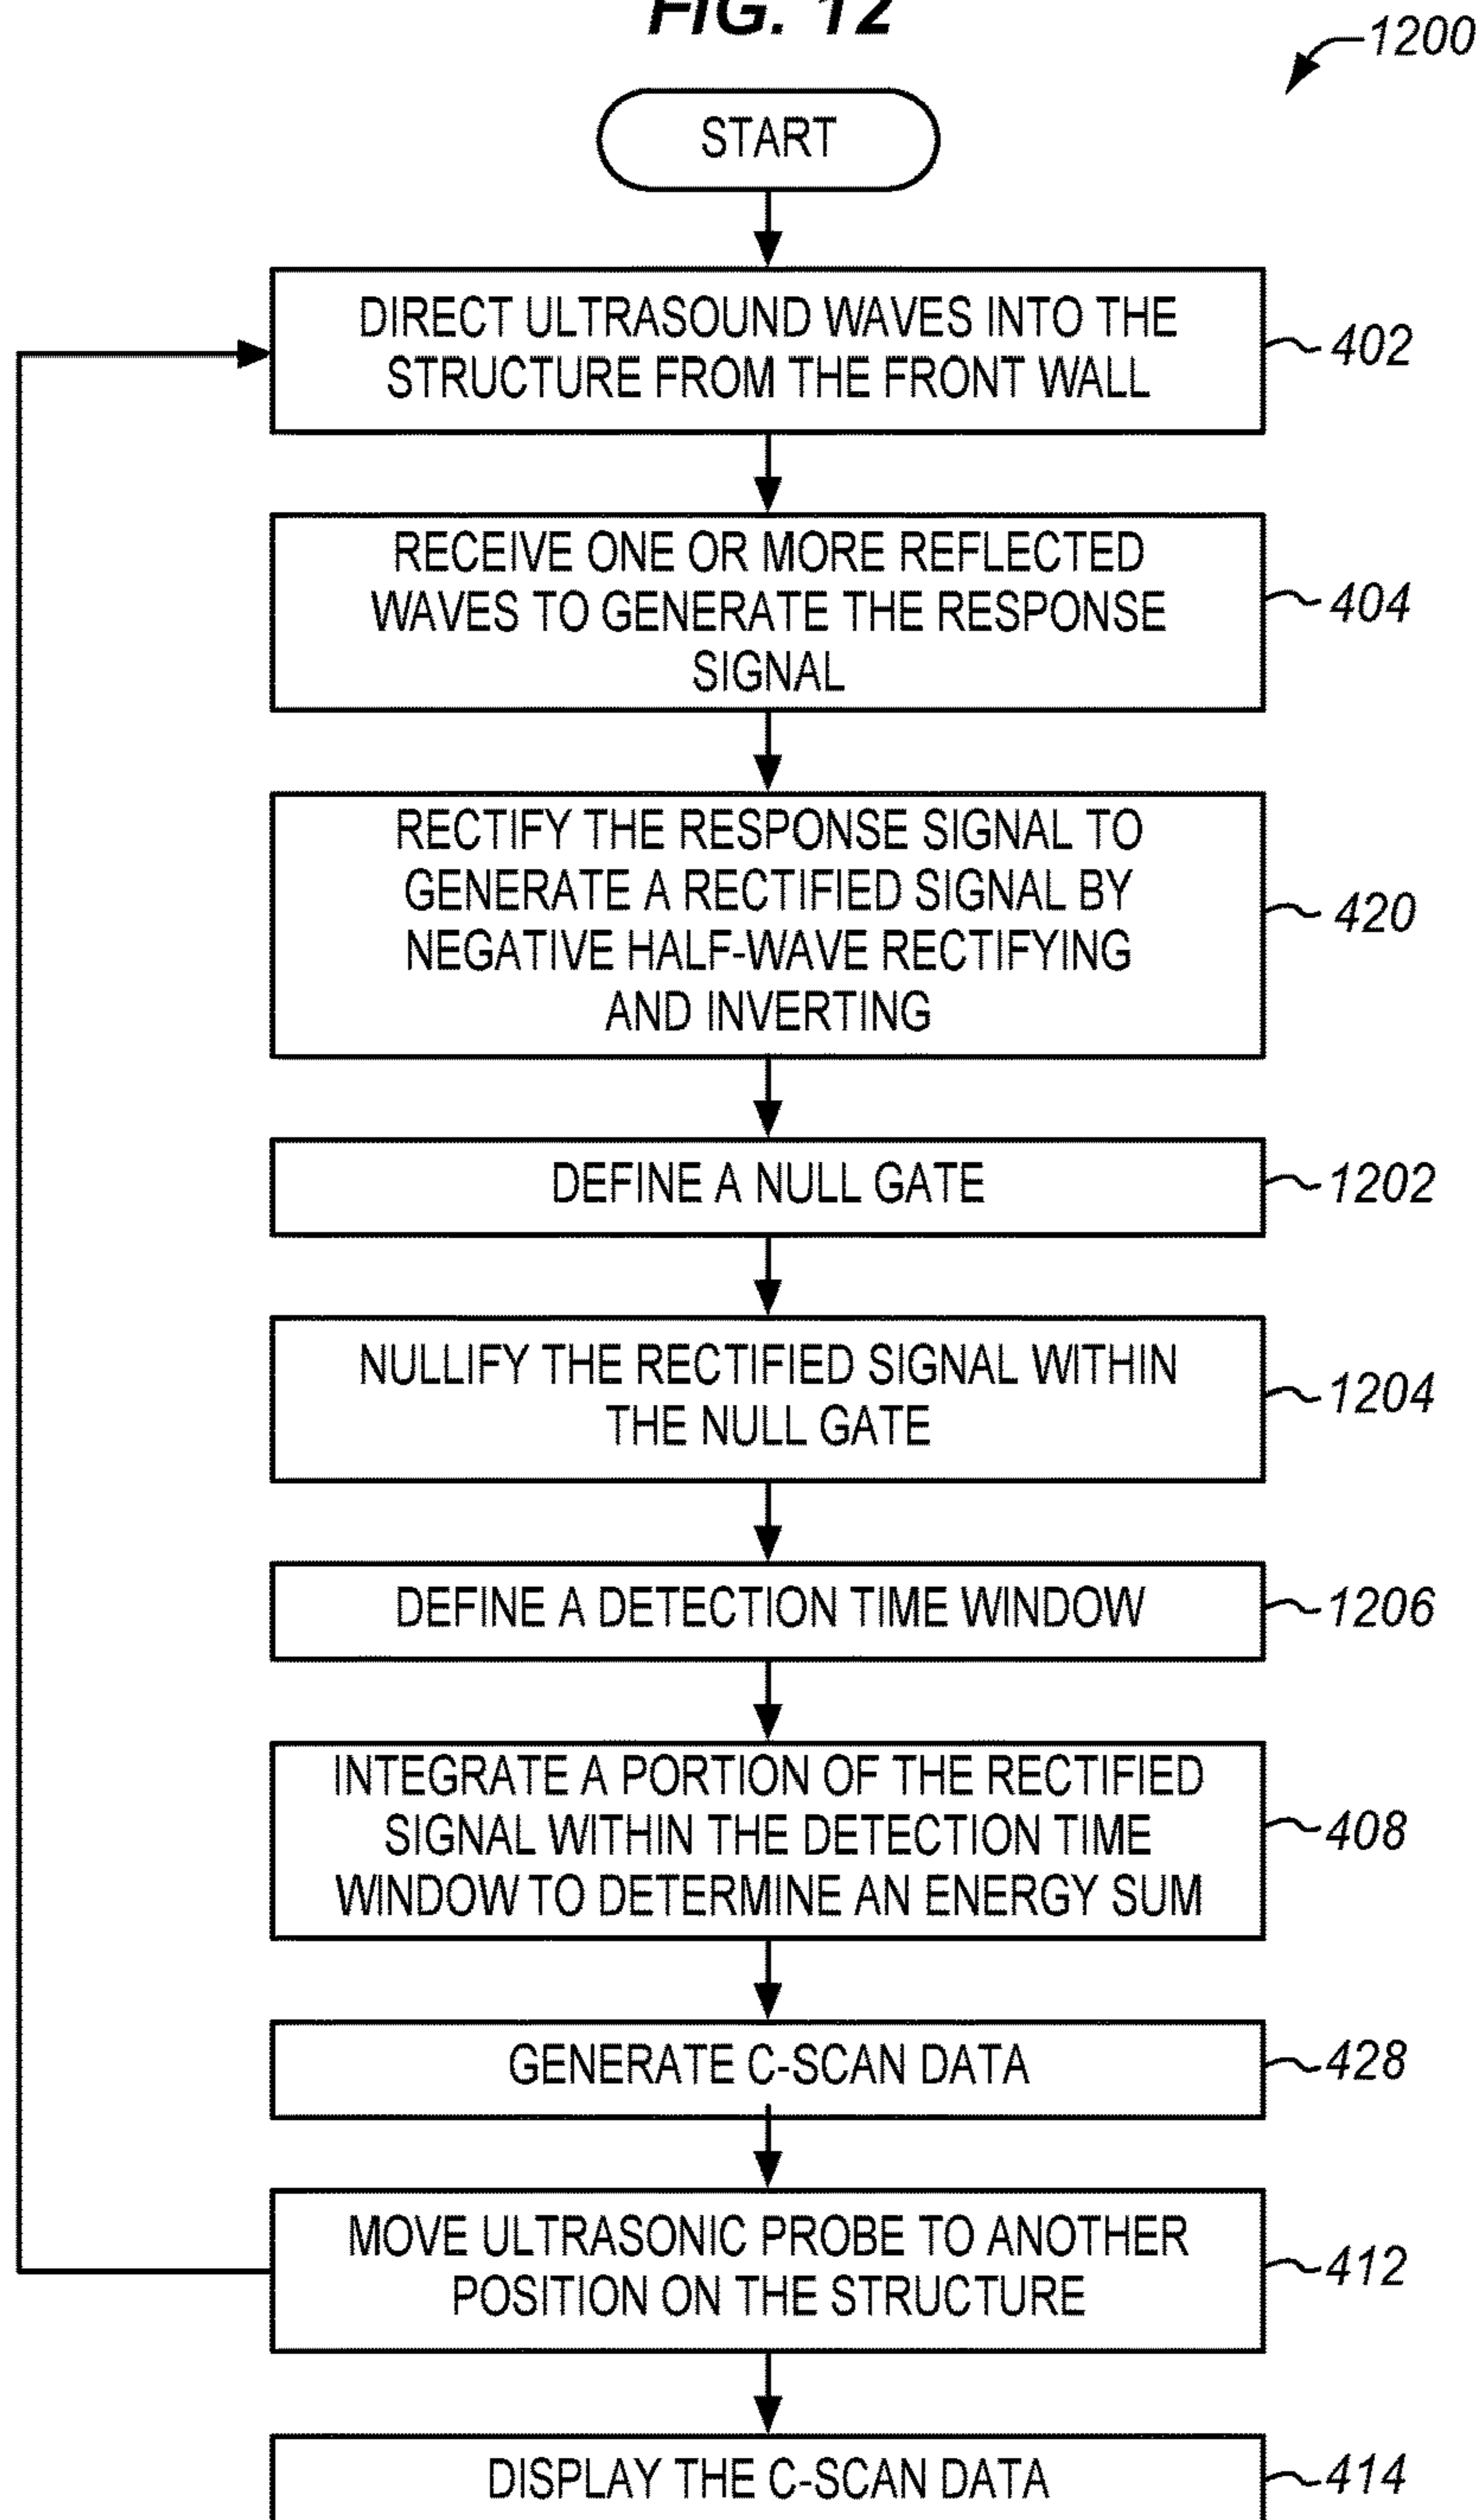 FIG. 12
1200
START
DIRECT ULTRASOUND WAVES INTO THE
STRUCTURE FROM THE FRONT WALL
402
RECEIVE ONE OR MORE REFLECTED
WAVES TO GENERATE THE RESPONSE
SIGNAL
404
RECTIFY THE RESPONSE SIGNAL TO
GENERATE A RECTIFIED SIGNAL BY
NEGATIVE HALF-WAVE RECTIFYING
AND INVERTING
420
DEFINE A NULL GATE
1202
NULLIFY THE RECTIFIED SIGNAL WITHIN
THE NULL GATE
1204
DEFINE A DETECTION TIME WINDOW
1206
INTEGRATE A PORTION OF THE RECTIFIED
SIGNAL WITHIN THE DETECTION TIME
WINDOW TO DETERMINE AN ENERGY SUM
408
GENERATE C-SCAN DATA
428
MOVE ULTRASONIC PROBE TO ANOTHER
POSITION ON THE STRUCTURE
412
DISPLAY THE C-SCAN DATA
414